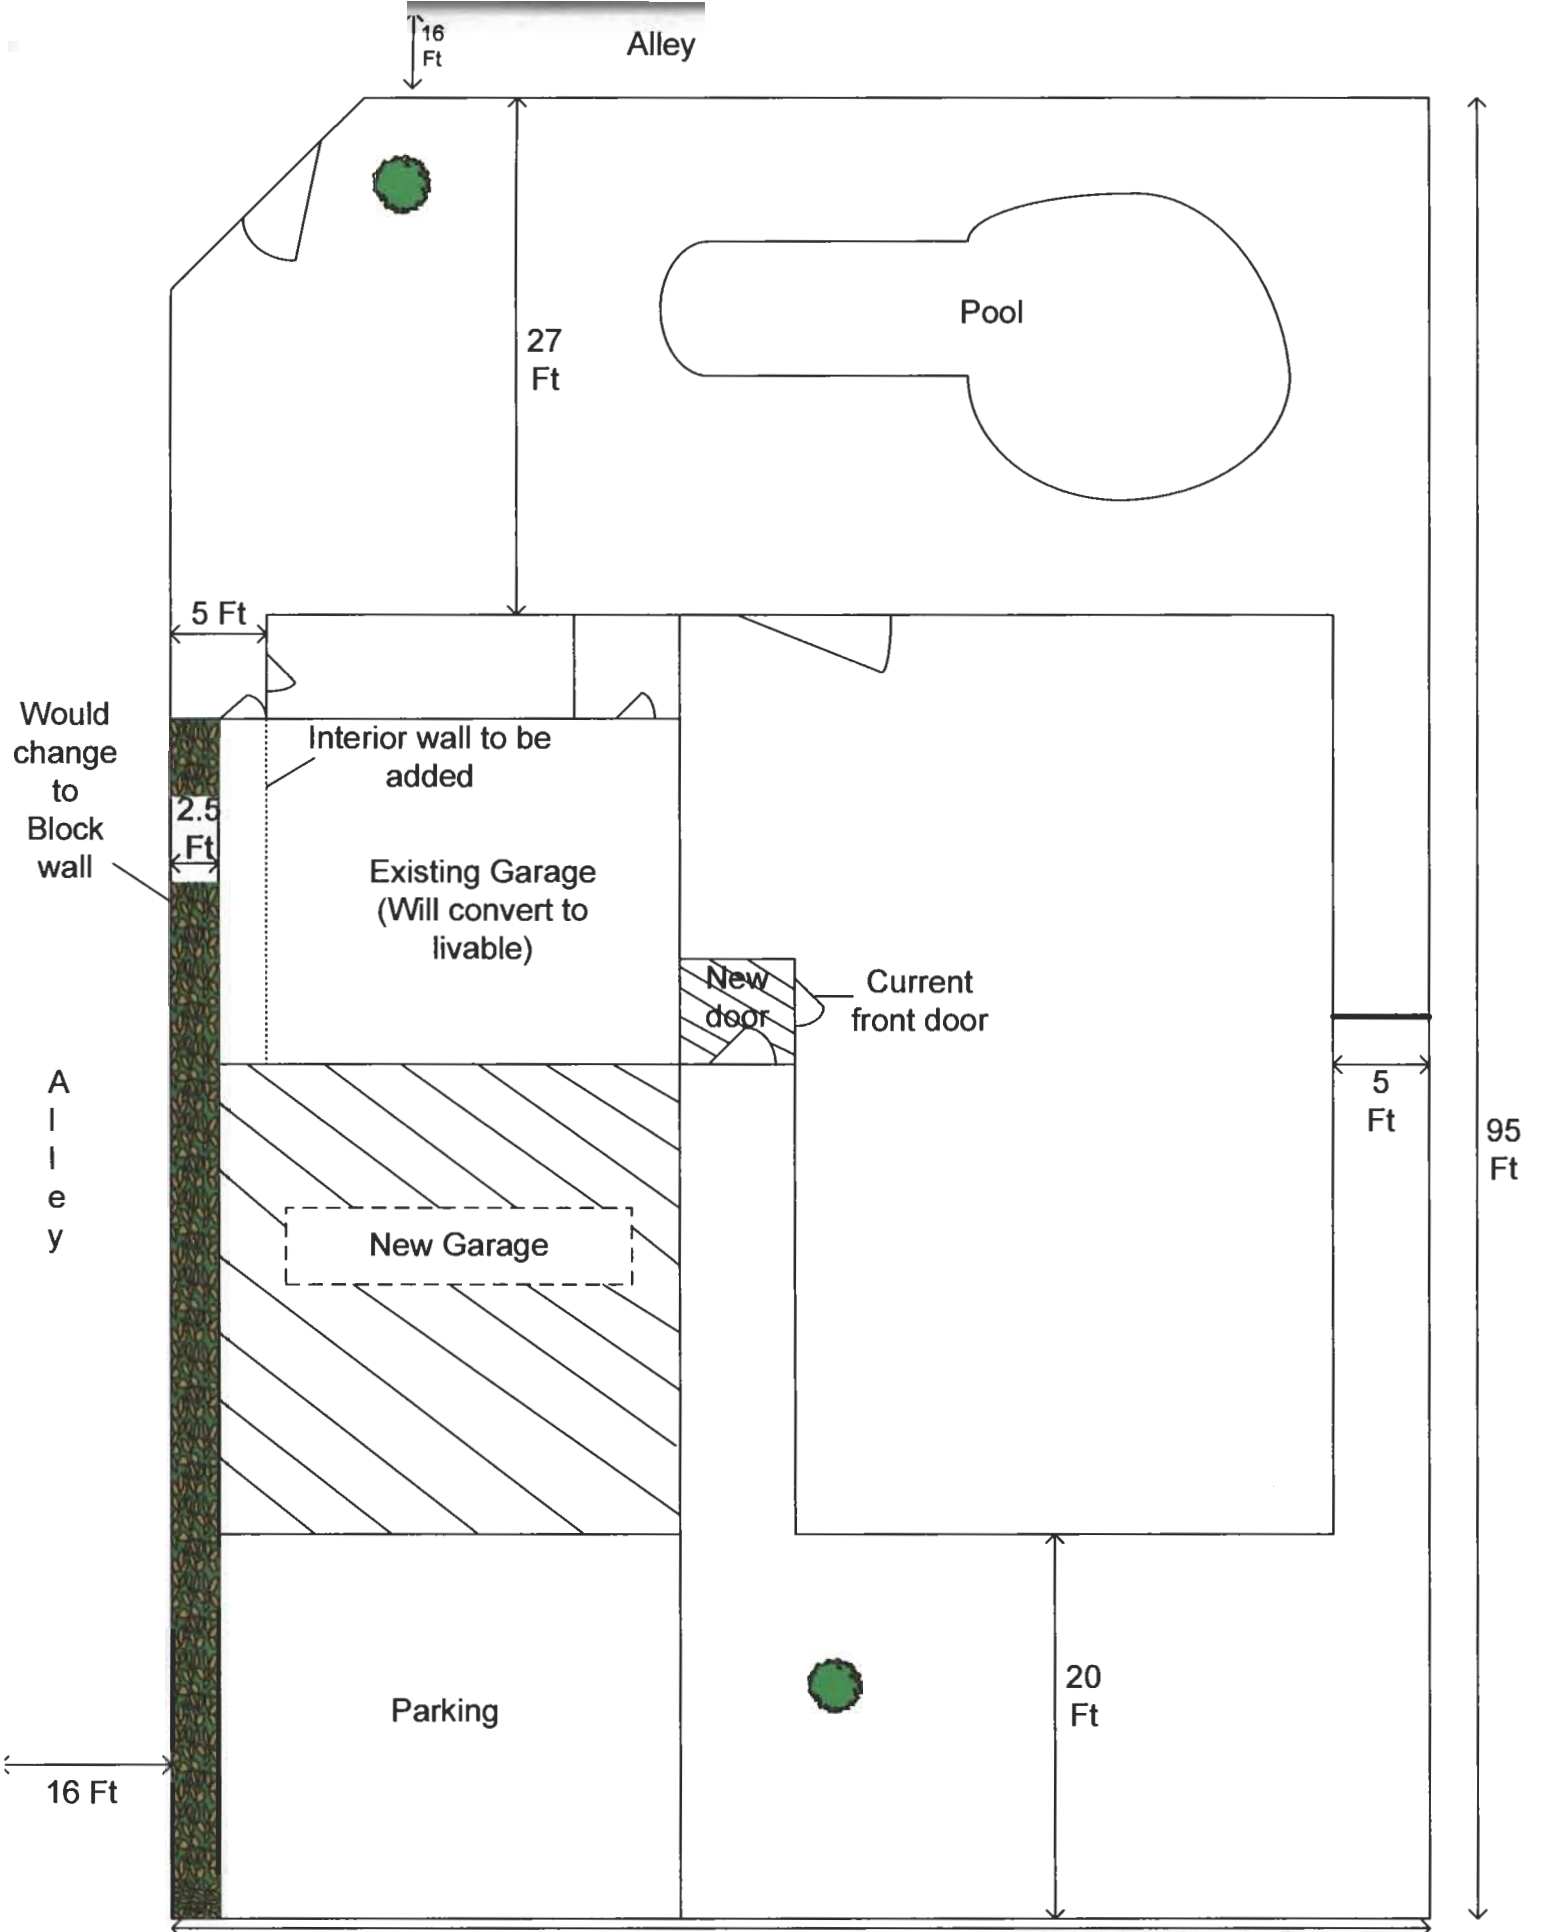 16
Ft
Alley
27
Ft
Pool
5 Ft
Would
change
to
Block
wall
Interior wall to be
added
2.5
Ft
Existing Garage
(Will convert to
livable)
New
door
Current
front door
A
l
l
e
y
5
Ft
95
Ft
New Garage
20
Ft
Parking
16 Ft